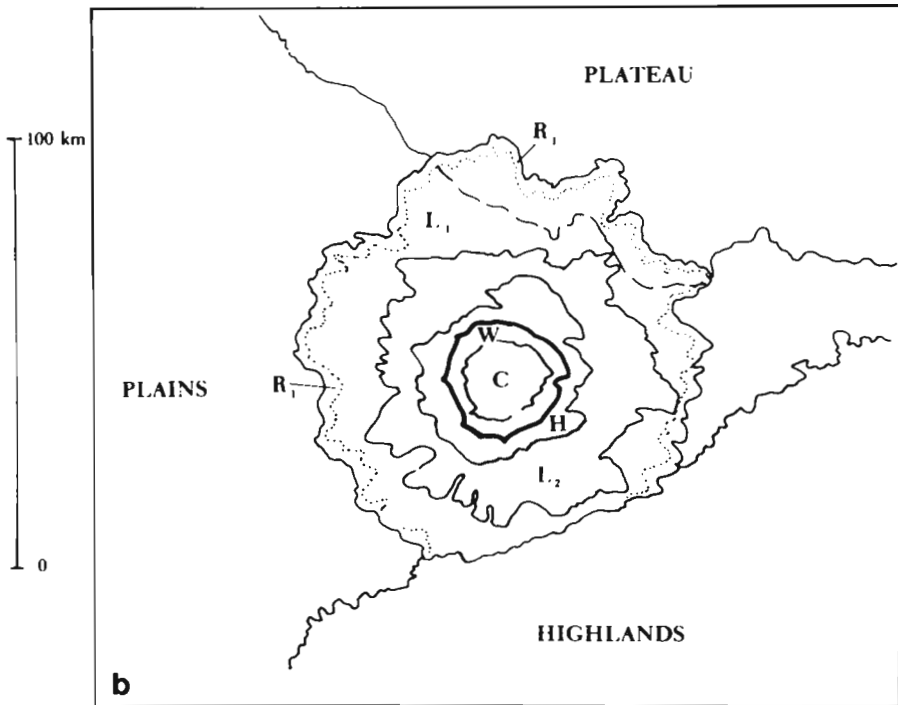 PLATEAU
100 km
R₁
L₁
W
C
PLAINS
R₁
H
L₂
0
HIGHLANDS
b